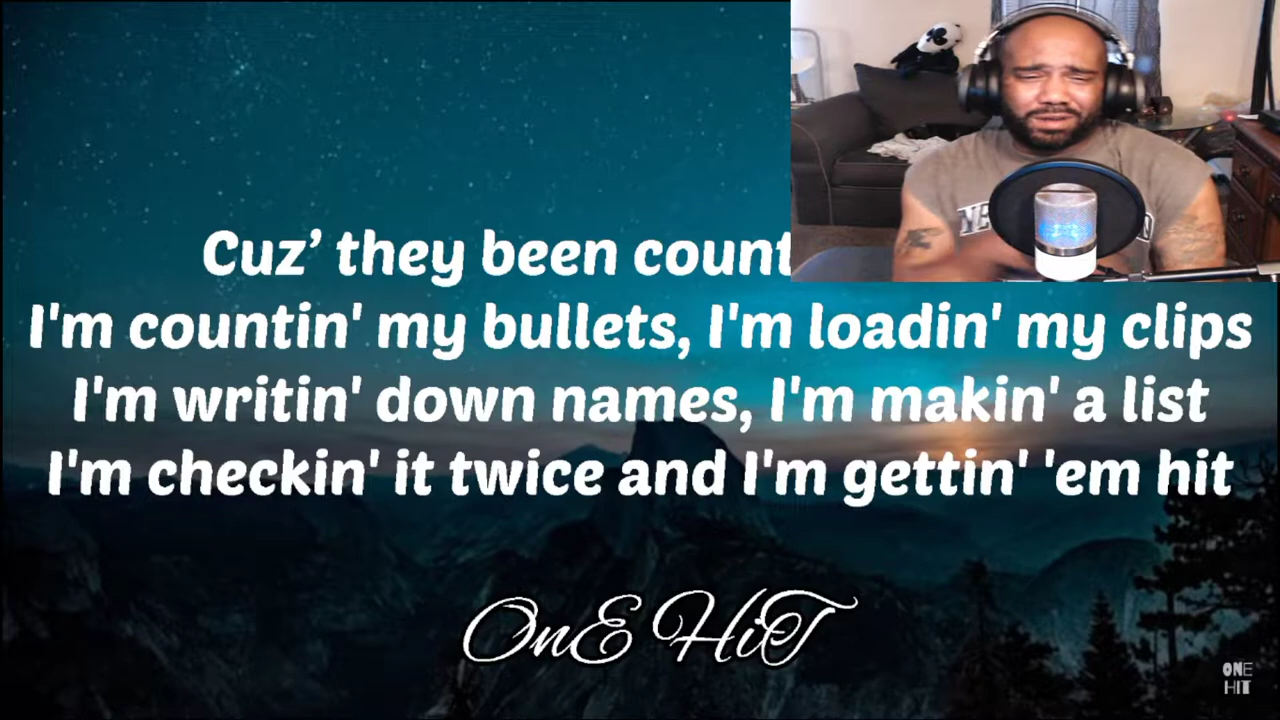 Cuz’ they been count
I'm countin' my bullets, I'm loadin' my clips
I'm writin' down names, I'm makin' a list
I'm checkin' it twice and I'm gettin' 'em hit
OnE HiT
ONE
HIT